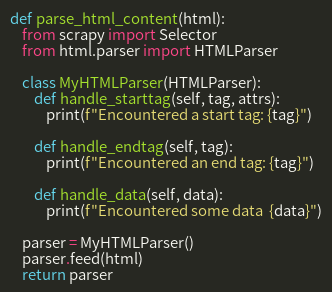 def parse_html_content(html):
    from scrapy import Selector
    from html.parser import HTMLParser

    class MyHTMLParser(HTMLParser):
        def handle_starttag(self, tag, attrs):
            print(f"Encountered a start tag: {tag}")

        def handle_endtag(self, tag):
            print(f"Encountered an end tag: {tag}")

        def handle_data(self, data):
            print(f"Encountered some data  {data}")

    parser = MyHTMLParser()
    parser.feed(html)
    return parser